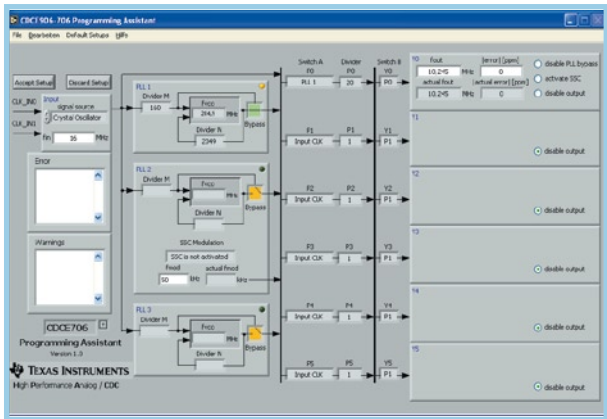 CDCE906-706 Programming Assistant
File Bearbeiten Default Setups Hilfe
Accept Setup
Discard Setup
CLK_IN0
CLK_IN1
Input
signal source
Crystal Oscillator
fin 16 MHz
Error
Warnings
CDCE706
Programming Assistant
Version 1.0
TEXAS INSTRUMENTS
High Performance Analog / CDC
PLL 1
Divider M
160
Fvco
MHz
Divider N
2349
Bypass
PLL 2
Divider M
Fvco
MHz
Divider N
Bypass
SSC Modulation
SSC is not activated
fmod actual fmod
50 kHz kHz
PLL 3
Divider M
Fvco
MHz
Divider N
Bypass
Switch A Divider Switch B
F0 P0 Y0
PLL 1 20 P0
F1 P1 Y1
Input CLK 1 P1
F2 P2 Y2
Input CLK 1 P1
F3 P3 Y3
Input CLK 1 P1
F4 P4 Y4
Input CLK 1 P1
F5 P5 Y5
Input CLK 1 P1
Y0
fout |error| [ppm]
10,245 MHz 0
actual fout |actual error| [ppm]
10,245 MHz 0
disable PLL bypass
activate SSC
disable output
Y1
disable output
Y2
disable output
Y3
disable output
Y4
disable output
Y5
disable output